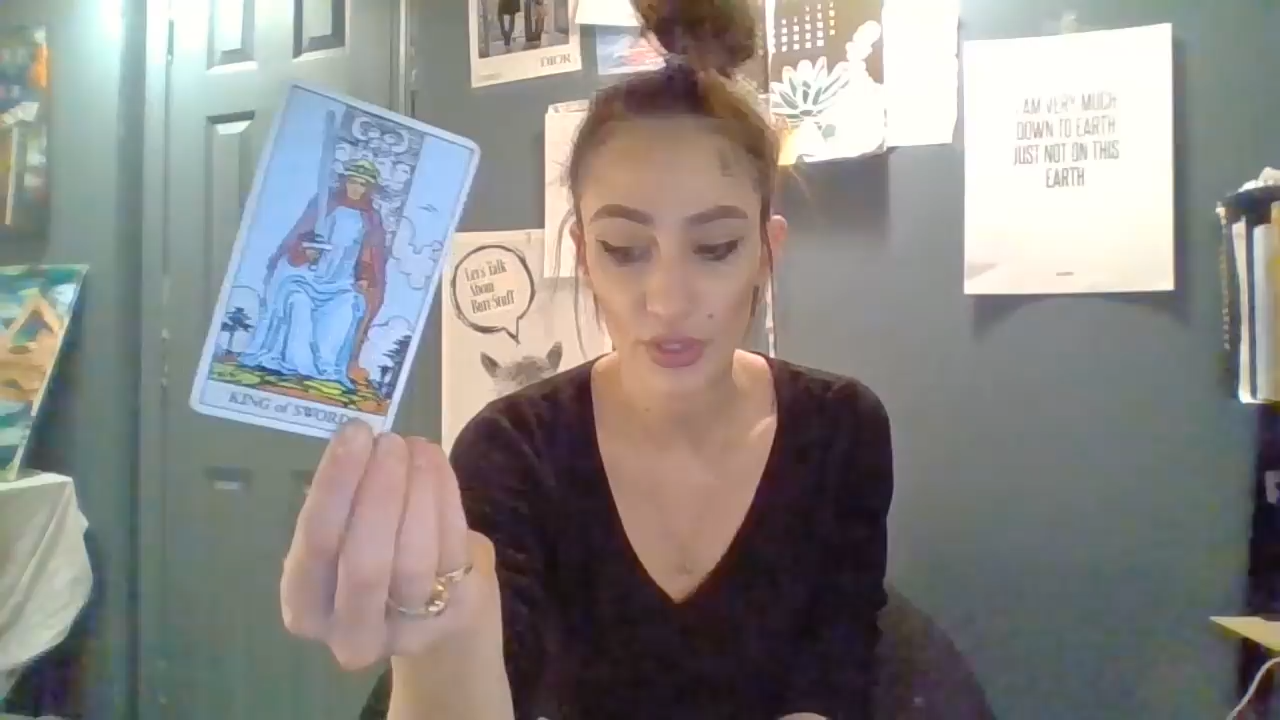 KING of SWORDS
DIOR
Let's Talk
Show
Butt Stuff
I AM VERY MUCH
DOWN TO EARTH
JUST NOT ON THIS
EARTH